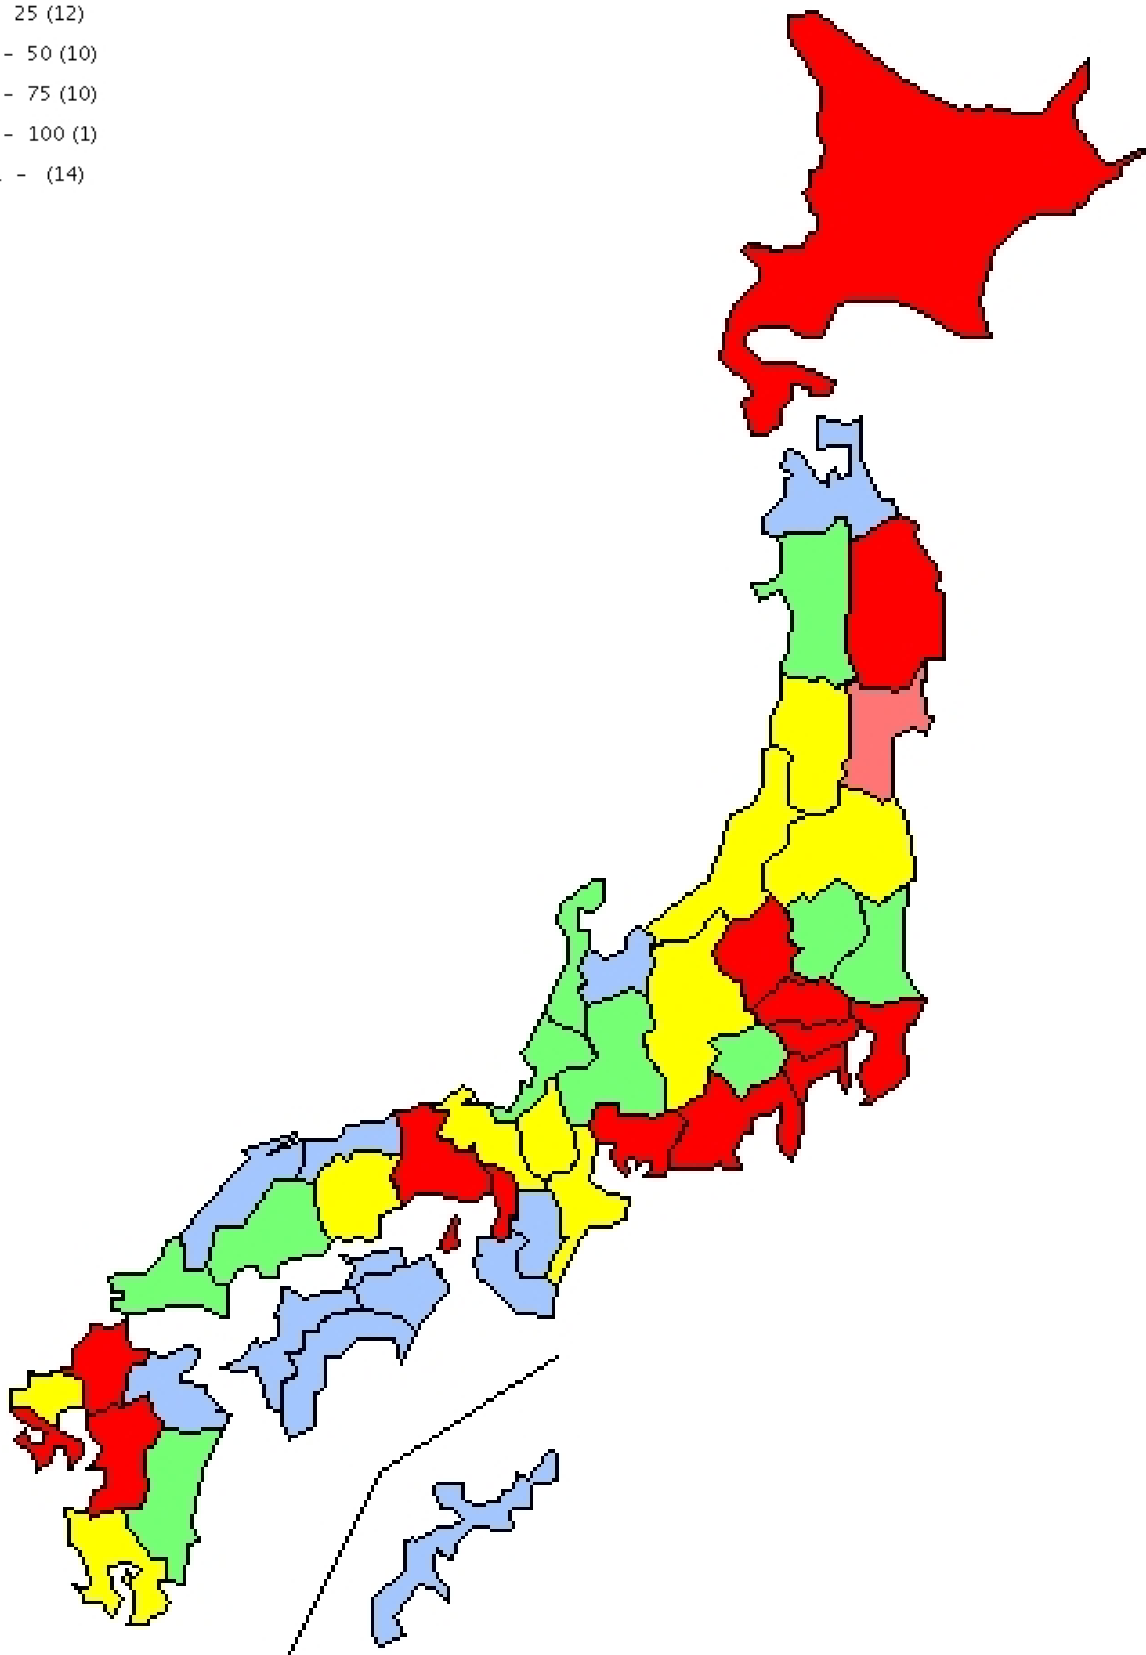 25 (12)
– 50 (10)
– 75 (10)
– 100 (1)
– (14)